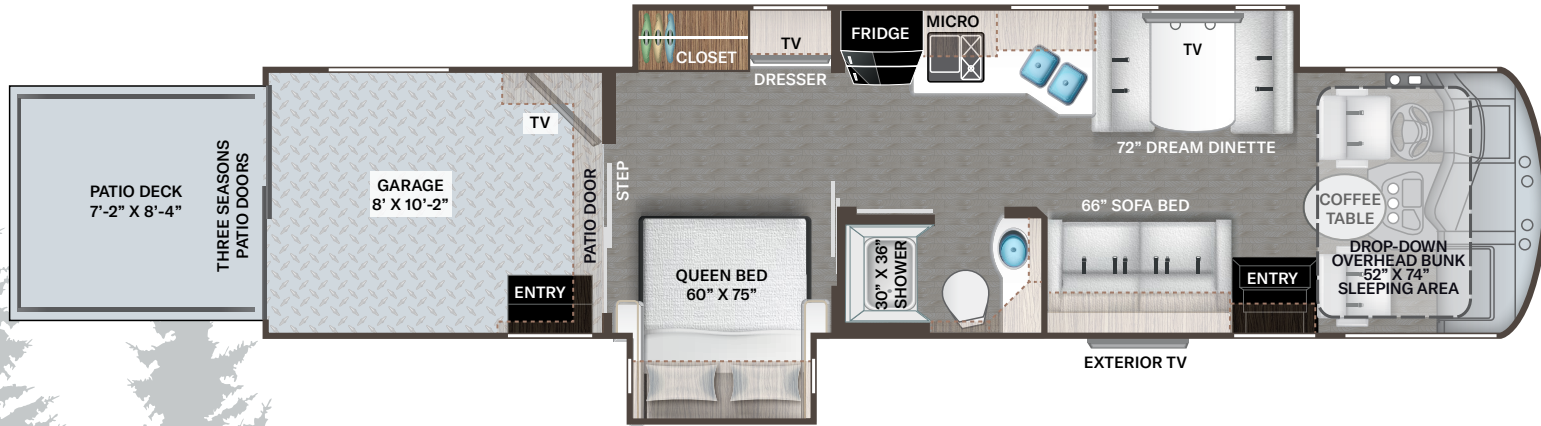 PATIO DECK
7'-2" X 8'-4"
THREE SEASONS
PATIO DOORS
GARAGE
8' X 10'-2"
TV
ENTRY
PATIO DOOR
STEP
CLOSET
TV
DRESSER
QUEEN BED
60" X 75"
FRIDGE
MICRO
30" X 36"
SHOWER
TV
72" DREAM DINETTE
66" SOFA BED
ENTRY
EXTERIOR TV
COFFEE
TABLE
DROP-DOWN
OVERHEAD BUNK
52" X 74"
SLEEPING AREA